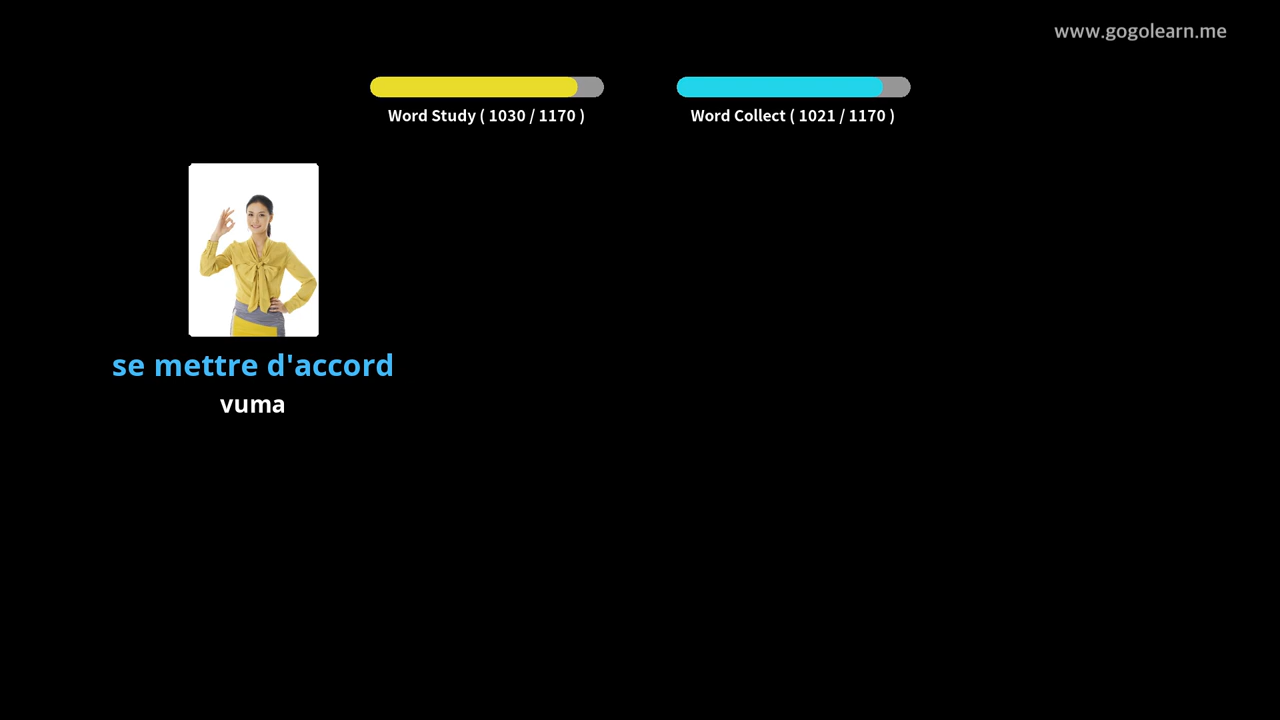 www.gogolearn.me
Word Study ( 1030 / 1170 )
Word Collect ( 1021 / 1170 )
se mettre d'accord
vuma